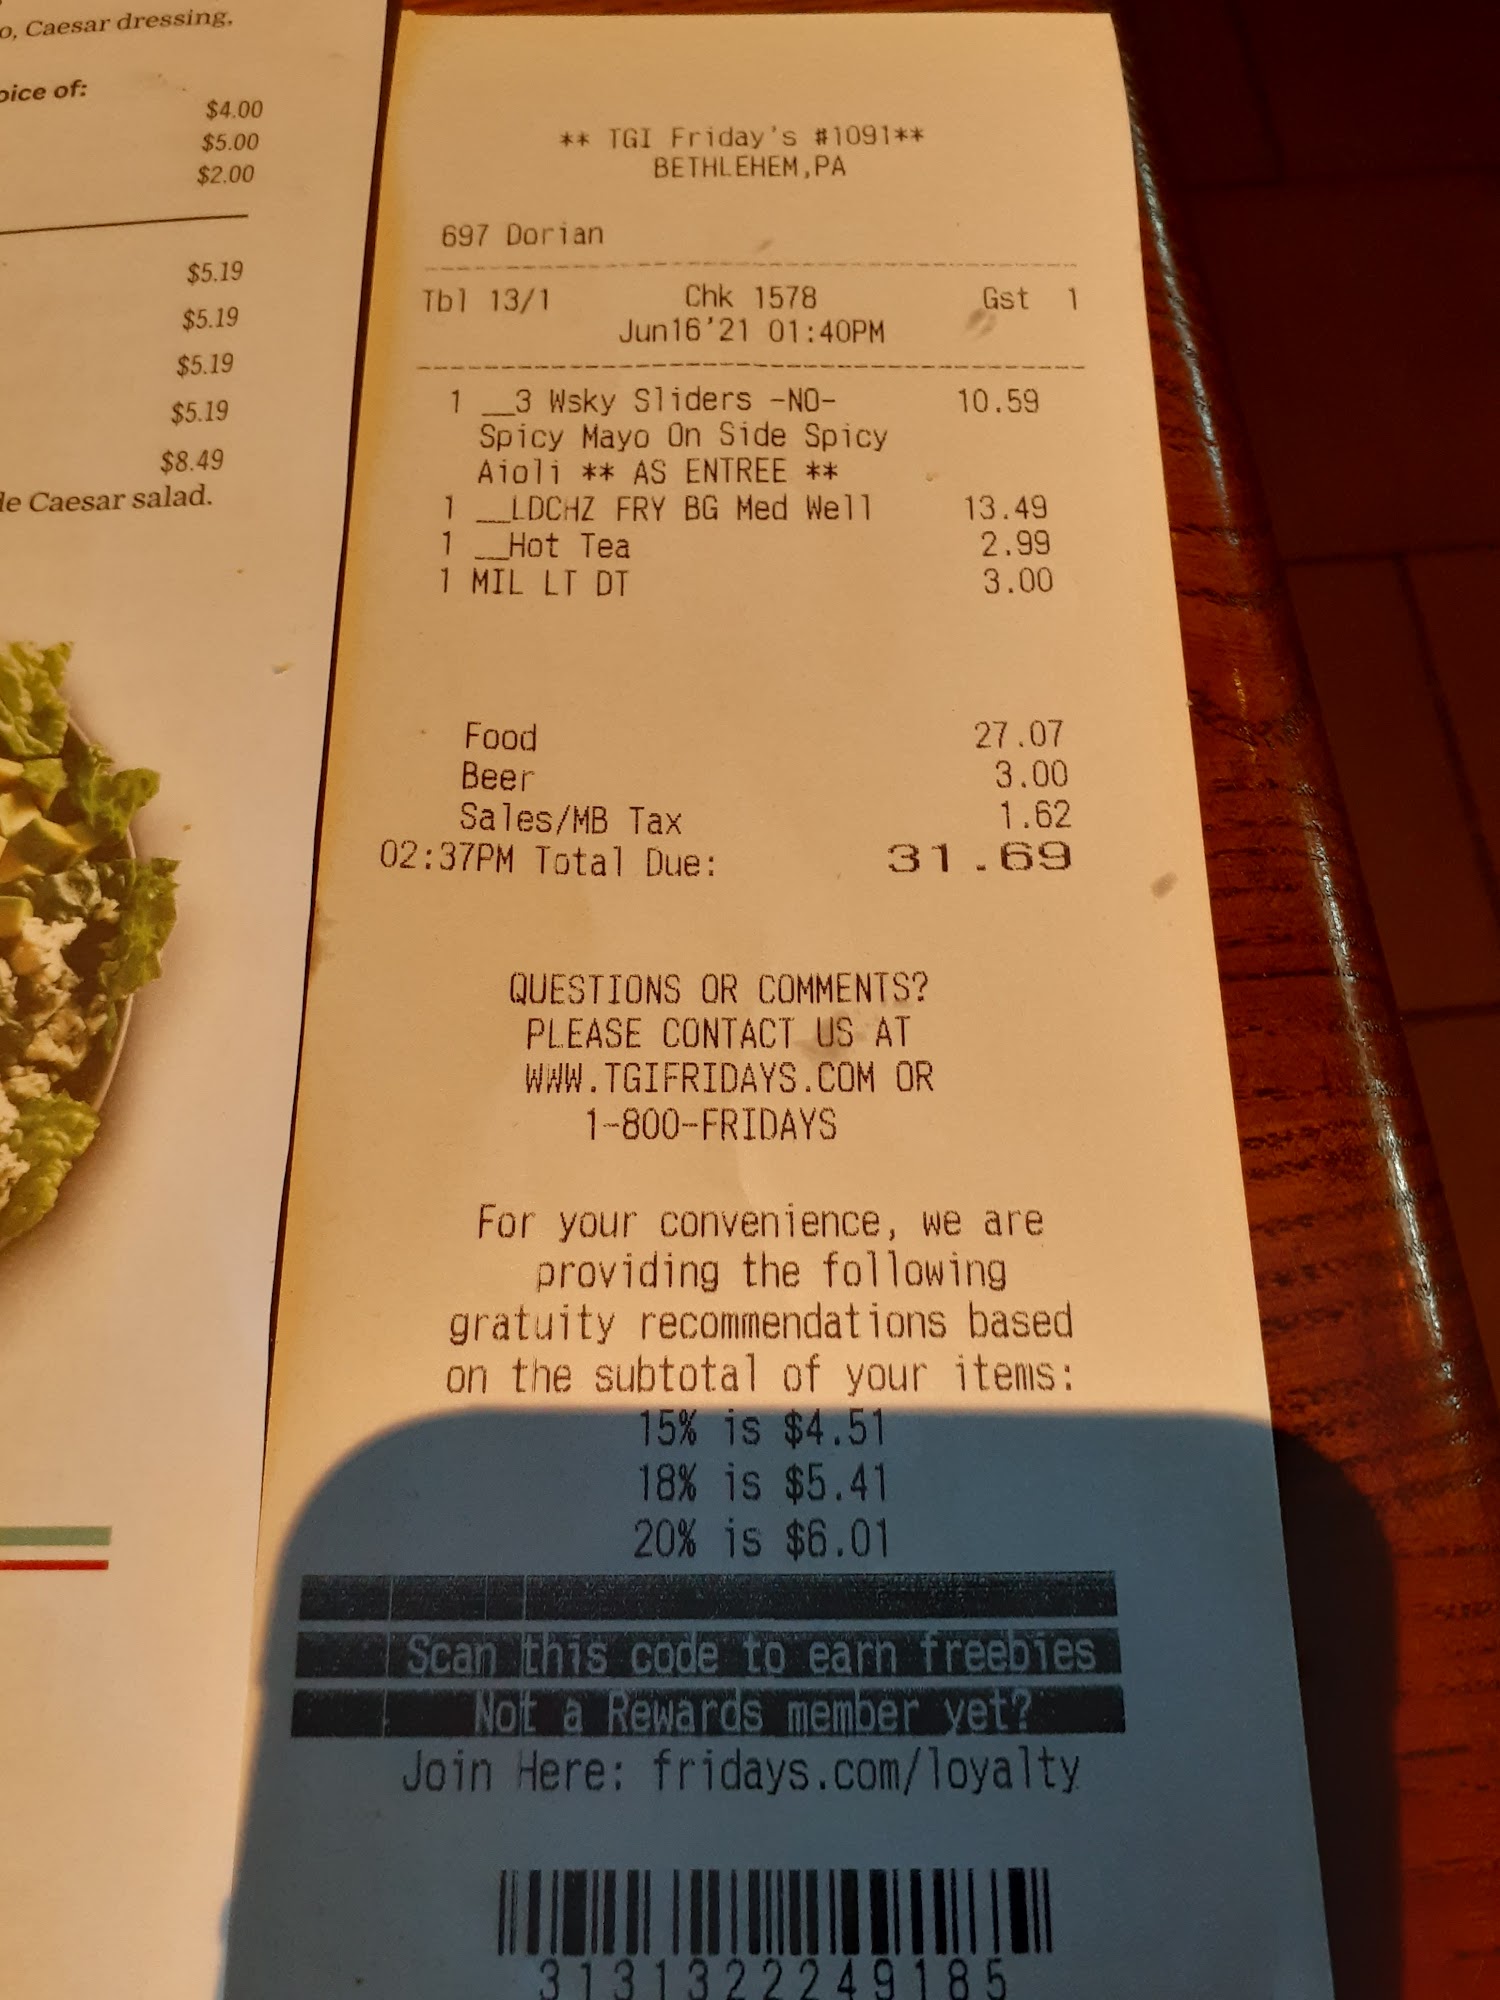 o, Caesar dressing,
oice of:
$4.00
$5.00
$2.00
$5.19
$5.19
$5.19
$5.19
$8.49
le Caesar salad.
** TGI Friday's #1091**
BETHLEHEM,PA
697 Dorian
Tbl 13/1 Chk 1578 Gst 1
Jun16'21 01:40PM
1 __3 Wsky Sliders -NO- 10.59
Spicy Mayo On Side Spicy
Aioli ** AS ENTREE **
1 __LDCHZ FRY BG Med Well 13.49
1 __Hot Tea 2.99
1 MIL LT DT 3.00
Food 27.07
Beer 3.00
Sales/MB Tax 1.62
02:37PM Total Due: 31.69
QUESTIONS OR COMMENTS?
PLEASE CONTACT US AT
WWW.TGIFRIDAYS.COM OR
1-800-FRIDAYS
For your convenience, we are
providing the following
gratuity recommendations based
on the subtotal of your items:
15% is $4.51
18% is $5.41
20% is $6.01
Scan this code to earn freebies
Not a Rewards member yet?
Join Here: fridays.com/loyalty
3131322249185